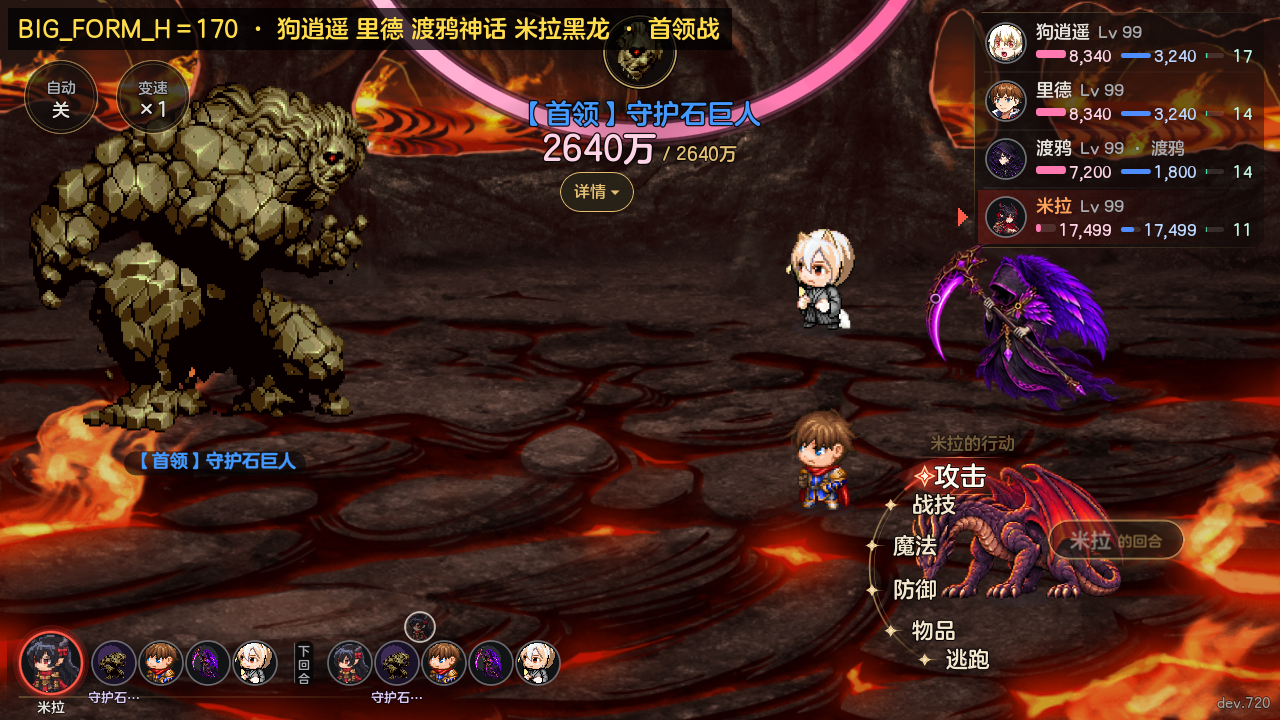 BIG_FORM_H=170 · 狗逍遥 里德 渡鸦神话 米拉黑龙 · 首领战
自动
关
变速
×1
【首领】守护石巨人
2640万 / 2640万
详情
狗逍遥 Lv 99
8,340 3,240 17
里德 Lv 99
8,340 3,240 14
渡鸦 Lv 99 · 渡鸦
7,200 1,800 14
米拉 Lv 99
17,499 17,499 11
【首领】守护石巨人
米拉的行动
攻击
战技
魔法
防御
物品
逃跑
米拉 的回合
米拉
守护石…
下回合
守护石…
dev.720